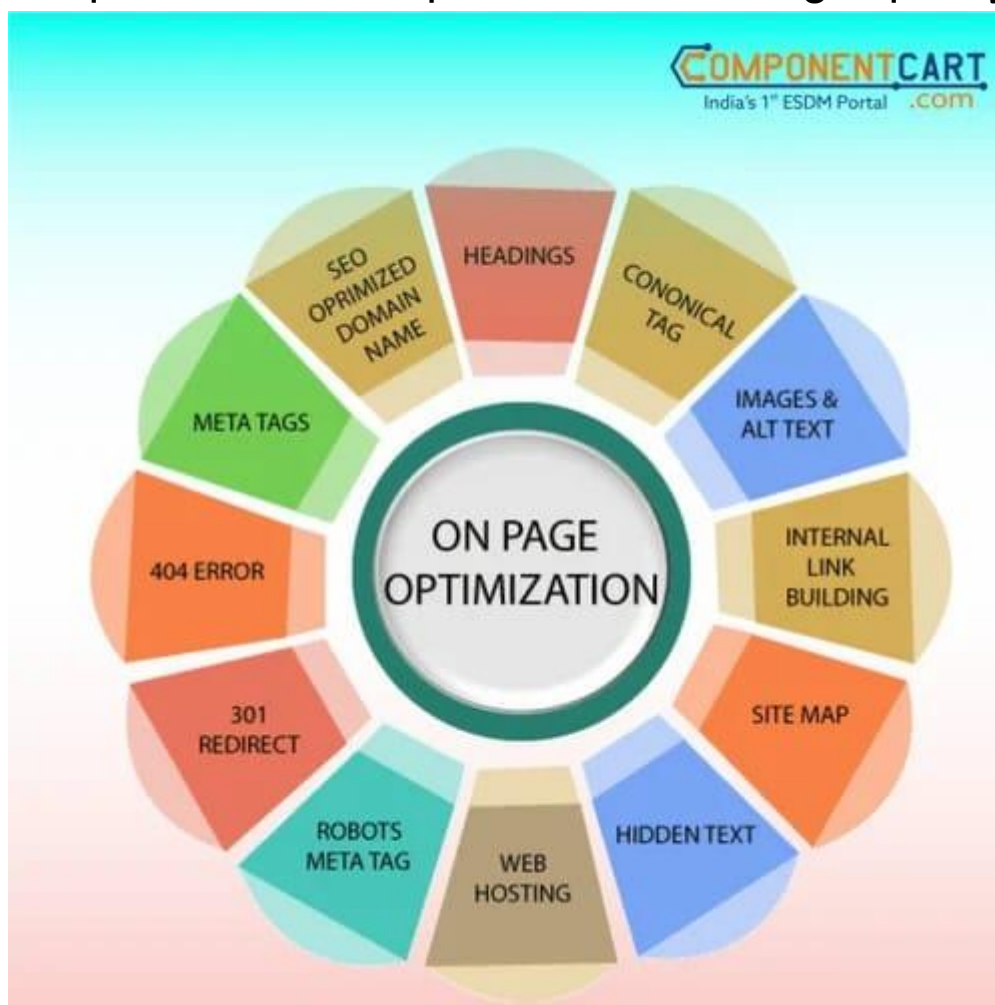 COMPONENTCART
India's 1st ESDM Portal .com
HEADINGS
CONONICAL
TAG
IMAGES &
ALT TEXT
INTERNAL
LINK
BUILDING
SITE MAP
HIDDEN TEXT
WEB
HOSTING
ROBOTS
META TAG
301
REDIRECT
404 ERROR
META TAGS
SEO
OPRIMIZED
DOMAIN
NAME
ON PAGE
OPTIMIZATION